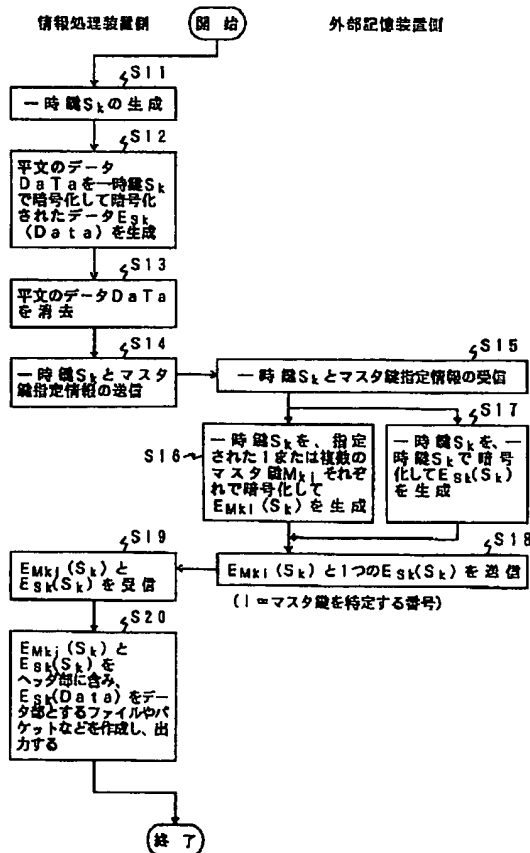 情報処理装置側
開始
外部記憶装置側
S11
一時鍵Skの生成
S12
平文のデータ
DaTaを一時鍵Sk
で暗号化して暗号化
されたデータESk
(Data)を生成
S13
平文のデータDaTa
を消去
S14
一時鍵Skとマスタ
鍵指定情報の送信
S15
一時鍵Skとマスタ鍵指定情報の受信
S16
一時鍵Skを、指定
された1または複数の
マスタ鍵Mkiそれぞ
れで暗号化して
EMki(Sk)を生成
S17
一時鍵Skを、一
時鍵Skで暗号
化してESk(Sk)
を生成
S18
EMki(Sk)と1つのESk(Sk)を送信
(i=マスタ鍵を特定する番号)
S19
EMki(Sk)と
ESk(Sk)を受信
S20
EMki(Sk)と
ESk(Sk)を
ヘッダ部に含み、
ESk(Data)をデー
タ部とするファイルやパ
ケットなどを作成し、出
力する
終了